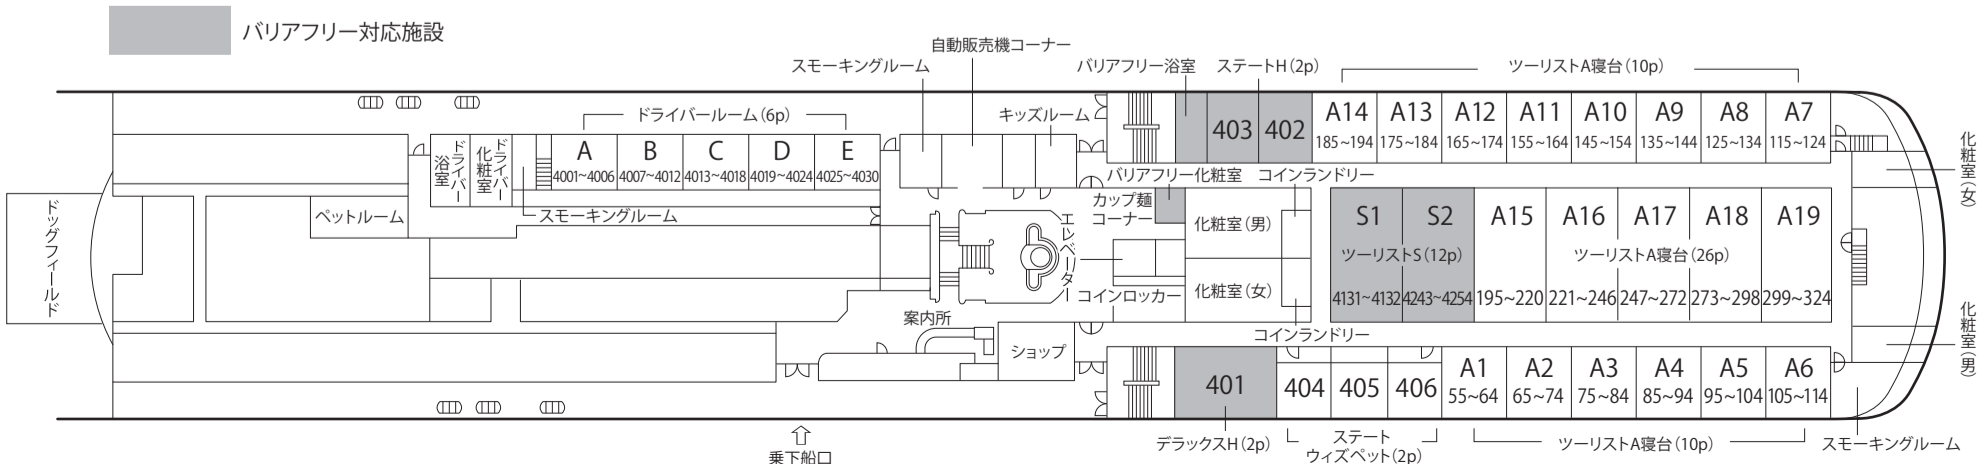 バリアフリー対応施設
自動販売機コーナー
スモーキングルーム
バリアフリー浴室
ステートH(2p)
ツーリストA寝台(10p)
ドライバールーム(6p)
キッズルーム
403
402
A14
185~194
A13
175~184
A12
165~174
A11
155~164
A10
145~154
A9
135~144
A8
125~134
A7
115~124
化粧室(女)
ドライバー
浴室
ドライバー
化粧室
A
4001~4006
B
4007~4012
C
4013~4018
D
4019~4024
E
4025~4030
バリアフリー化粧室
コインランドリー
ドッグフィールド
ペットルーム
スモーキングルーム
エレベーター
カップ麺
コーナー
化粧室(男)
S1
S2
ツーリストS(12p)
4131~4132
4243~4254
A15
A16
A17
A18
A19
ツーリストA寝台(26p)
195~220
221~246
247~272
273~298
299~324
コインロッカー
化粧室(女)
案内所
ショップ
コインランドリー
化粧室(男)
401
404
405
406
A1
55~64
A2
65~74
A3
75~84
A4
85~94
A5
95~104
A6
105~114
乗下船口
デラックスH(2p)
ステート
ウィズペット(2p)
ツーリストA寝台(10p)
スモーキングルーム